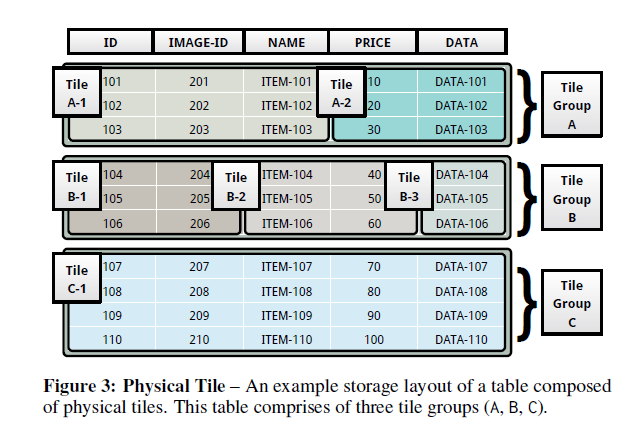 ID IMAGE-ID NAME PRICE DATA
Tile A-1 101 201 ITEM-101 Tile A-2 10 DATA-101
102 202 ITEM-102 20 DATA-102
103 203 ITEM-103 30 DATA-103
Tile Group A
Tile B-1 104 204 Tile B-2 ITEM-104 40 Tile B-3 DATA-104
105 205 ITEM-105 50 DATA-105
106 206 ITEM-106 60 DATA-106
Tile Group B
Tile C-1 107 207 ITEM-107 70 DATA-107
108 208 ITEM-108 80 DATA-108
109 209 ITEM-109 90 DATA-109
110 210 ITEM-110 100 DATA-110
Tile Group C
Figure 3: Physical Tile – An example storage layout of a table composed
of physical tiles. This table comprises of three tile groups (A, B, C).